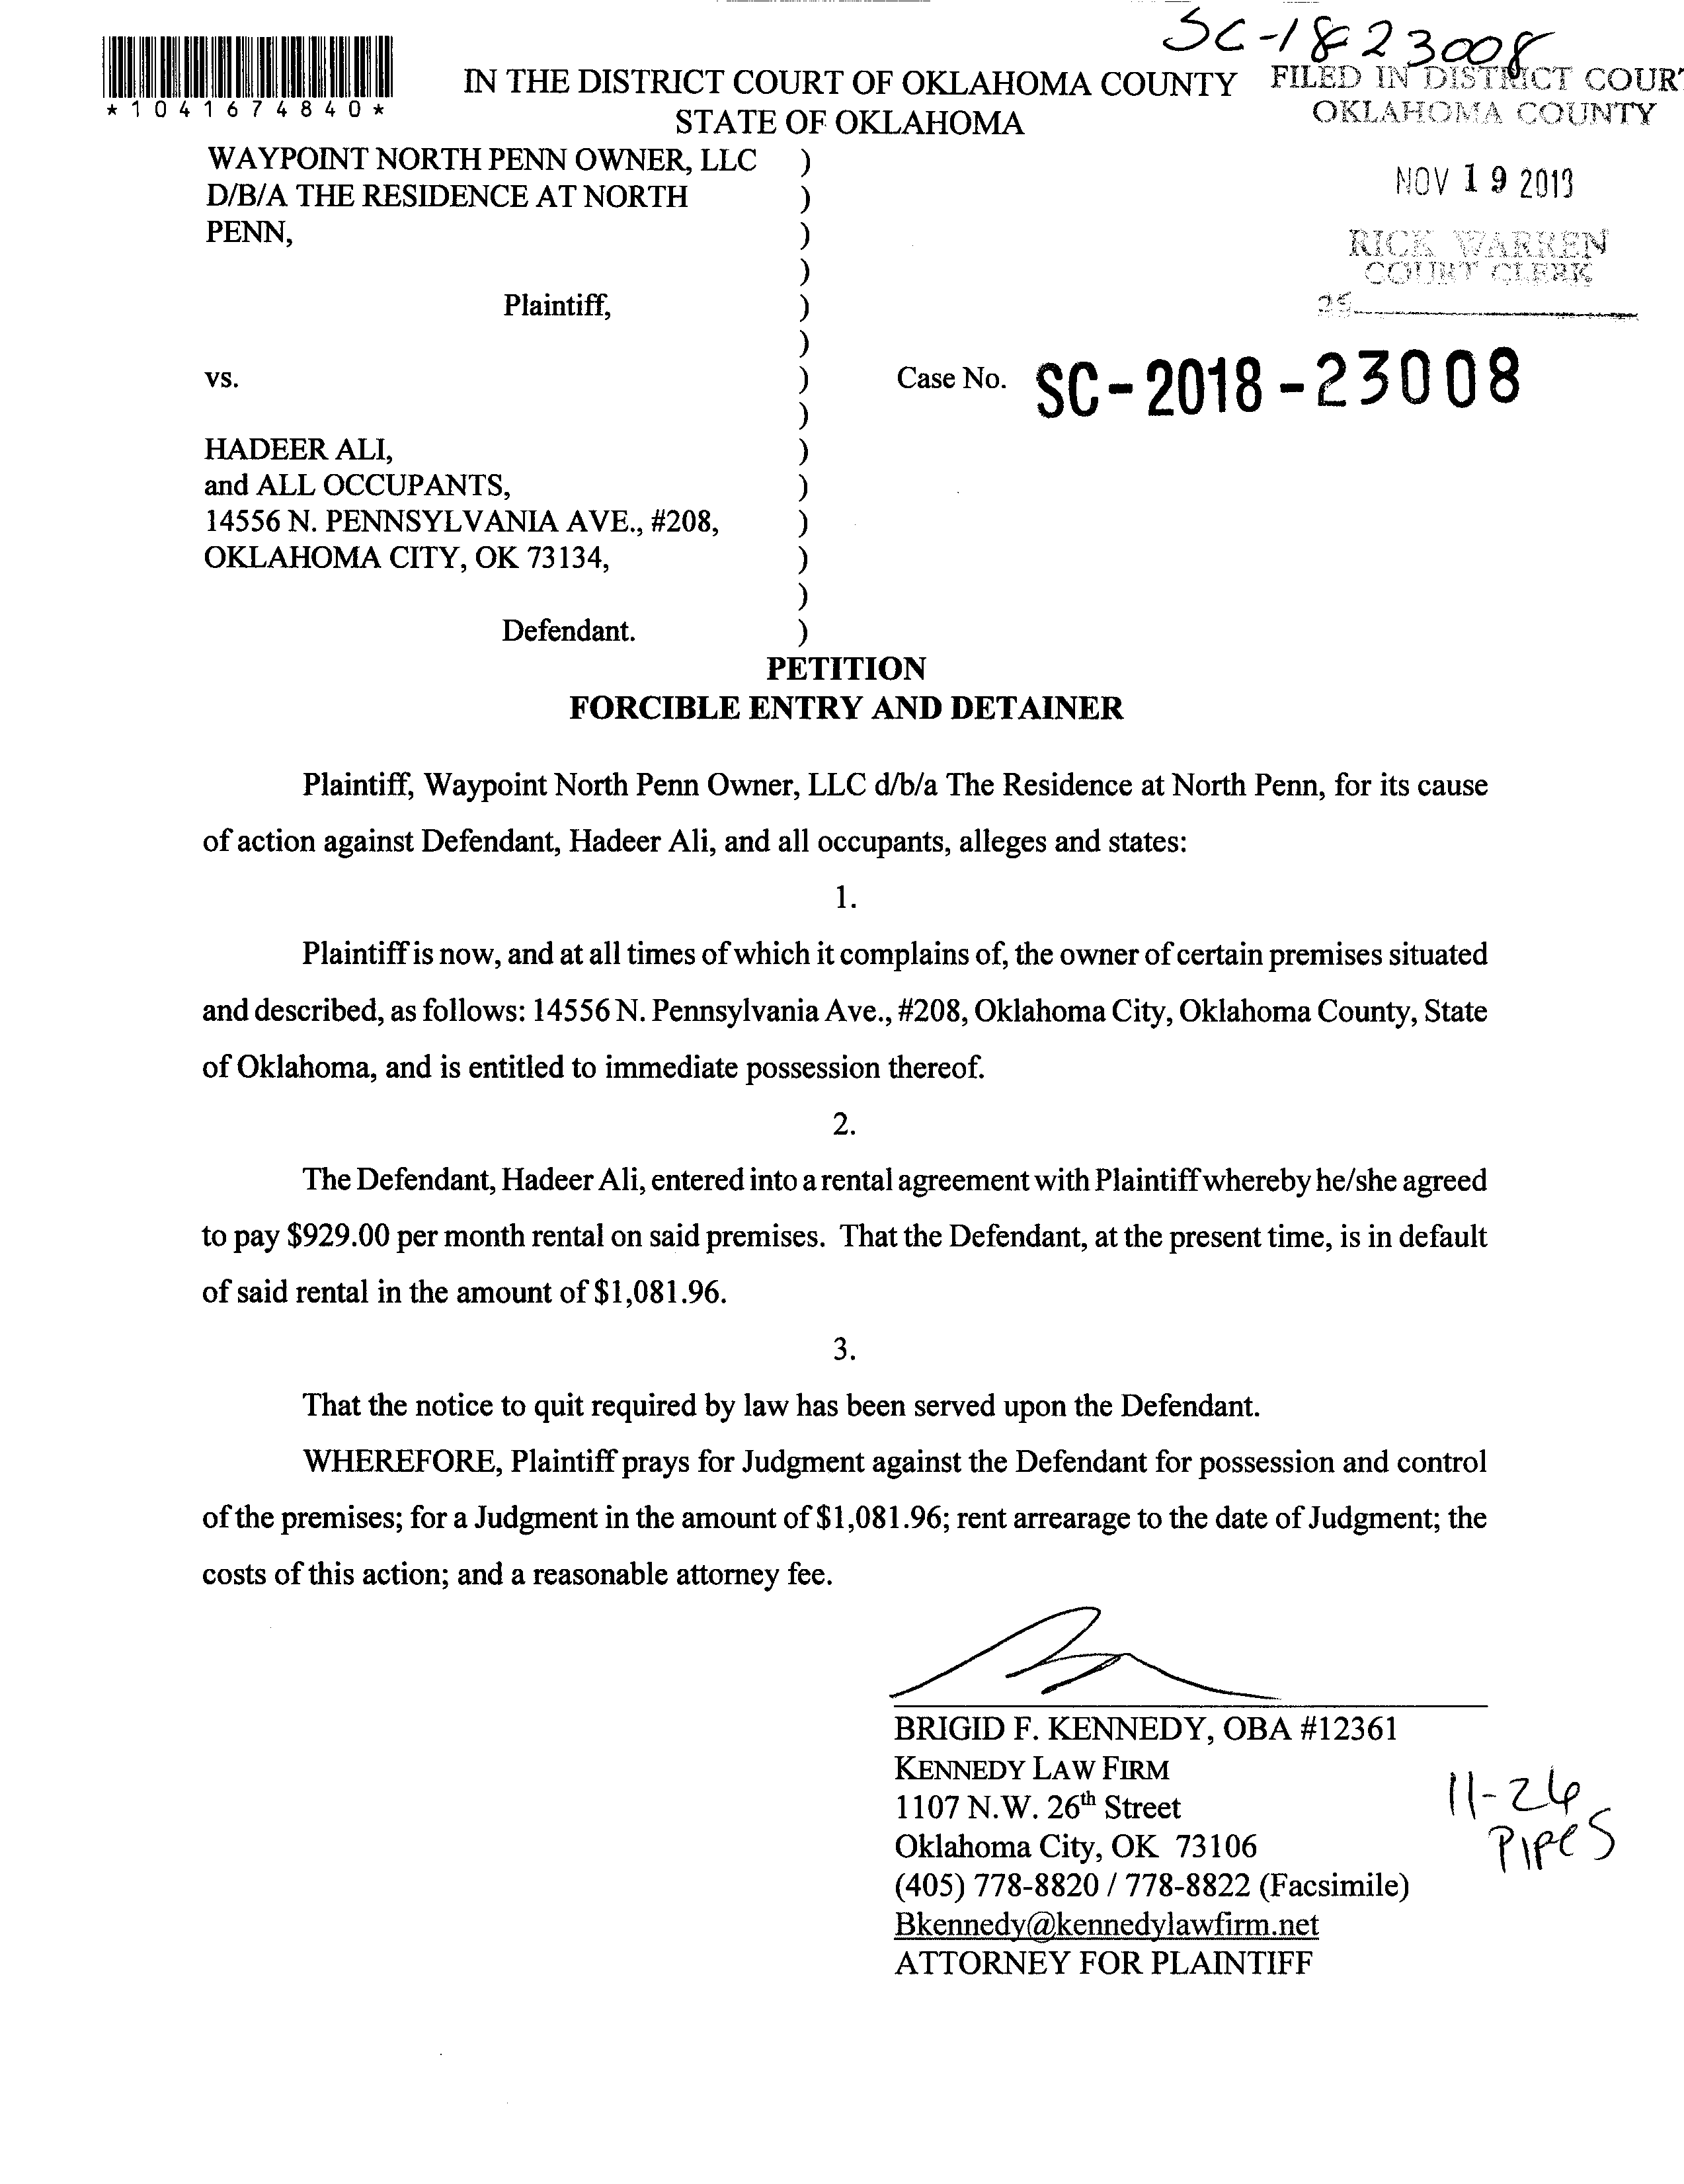 SC-18 23008
*1041674840*
IN THE DISTRICT COURT OF OKLAHOMA COUNTY
STATE OF OKLAHOMA
FILED IN DISTRICT COUR
OKLAHOMA COUNTY
NOV 19 2018
RICK WARREN
COURT CLERK
WAYPOINT NORTH PENN OWNER, LLC )
D/B/A THE RESIDENCE AT NORTH )
PENN, )
)
Plaintiff, )
)
vs. ) Case No. SC-2018-23008
)
HADEER ALI, )
and ALL OCCUPANTS, )
14556 N. PENNSYLVANIA AVE., #208, )
OKLAHOMA CITY, OK 73134, )
)
Defendant. )
PETITION
FORCIBLE ENTRY AND DETAINER
Plaintiff, Waypoint North Penn Owner, LLC d/b/a The Residence at North Penn, for its cause
of action against Defendant, Hadeer Ali, and all occupants, alleges and states:
1.
Plaintiff is now, and at all times of which it complains of, the owner of certain premises situated
and described, as follows: 14556 N. Pennsylvania Ave., #208, Oklahoma City, Oklahoma County, State
of Oklahoma, and is entitled to immediate possession thereof.
2.
The Defendant, Hadeer Ali, entered into a rental agreement with Plaintiff whereby he/she agreed
to pay $929.00 per month rental on said premises. That the Defendant, at the present time, is in default
of said rental in the amount of $1,081.96.
3.
That the notice to quit required by law has been served upon the Defendant.
WHEREFORE, Plaintiff prays for Judgment against the Defendant for possession and control
of the premises; for a Judgment in the amount of $1,081.96; rent arrearage to the date of Judgment; the
costs of this action; and a reasonable attorney fee.
BRIGID F. KENNEDY, OBA #12361
KENNEDY LAW FIRM
1107 N.W. 26th Street
Oklahoma City, OK 73106
(405) 778-8820 / 778-8822 (Facsimile)
Bkennedy@kennedylawfirm.net
ATTORNEY FOR PLAINTIFF
11-26
PIPES